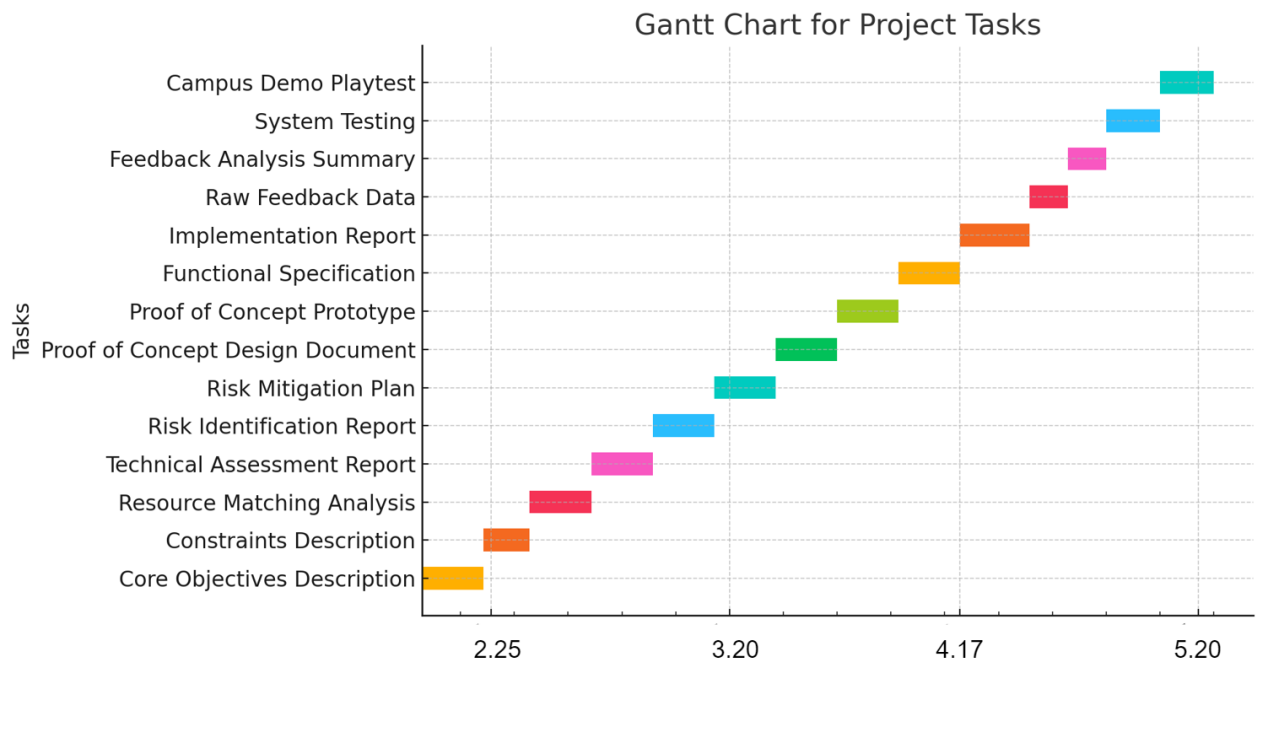 Gantt Chart for Project Tasks
Campus Demo Playtest
System Testing
Feedback Analysis Summary
Raw Feedback Data
Implementation Report
Functional Specification
Proof of Concept Prototype
Proof of Concept Design Document
Risk Mitigation Plan
Risk Identification Report
Technical Assessment Report
Resource Matching Analysis
Constraints Description
Core Objectives Description
Tasks
2.25 3.20 4.17 5.20